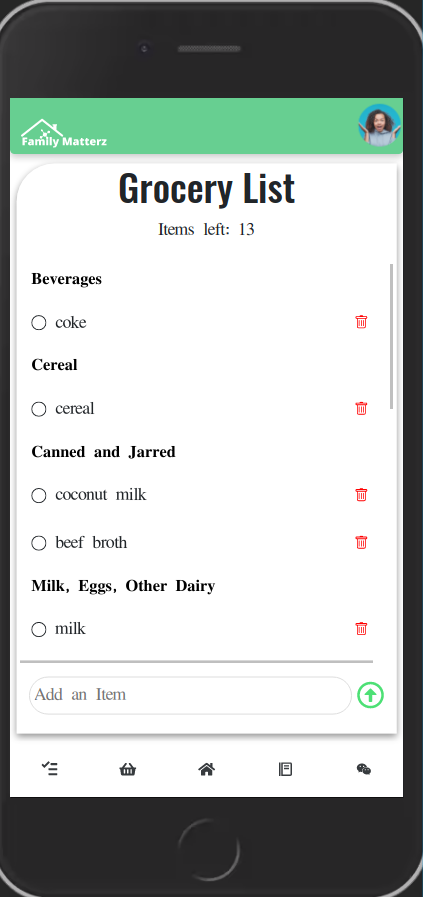 Family Matterz
Grocery List
Items left: 13
Beverages
coke
Cereal
cereal
Canned and Jarred
coconut milk
beef broth
Milk, Eggs, Other Dairy
milk
Add an Item